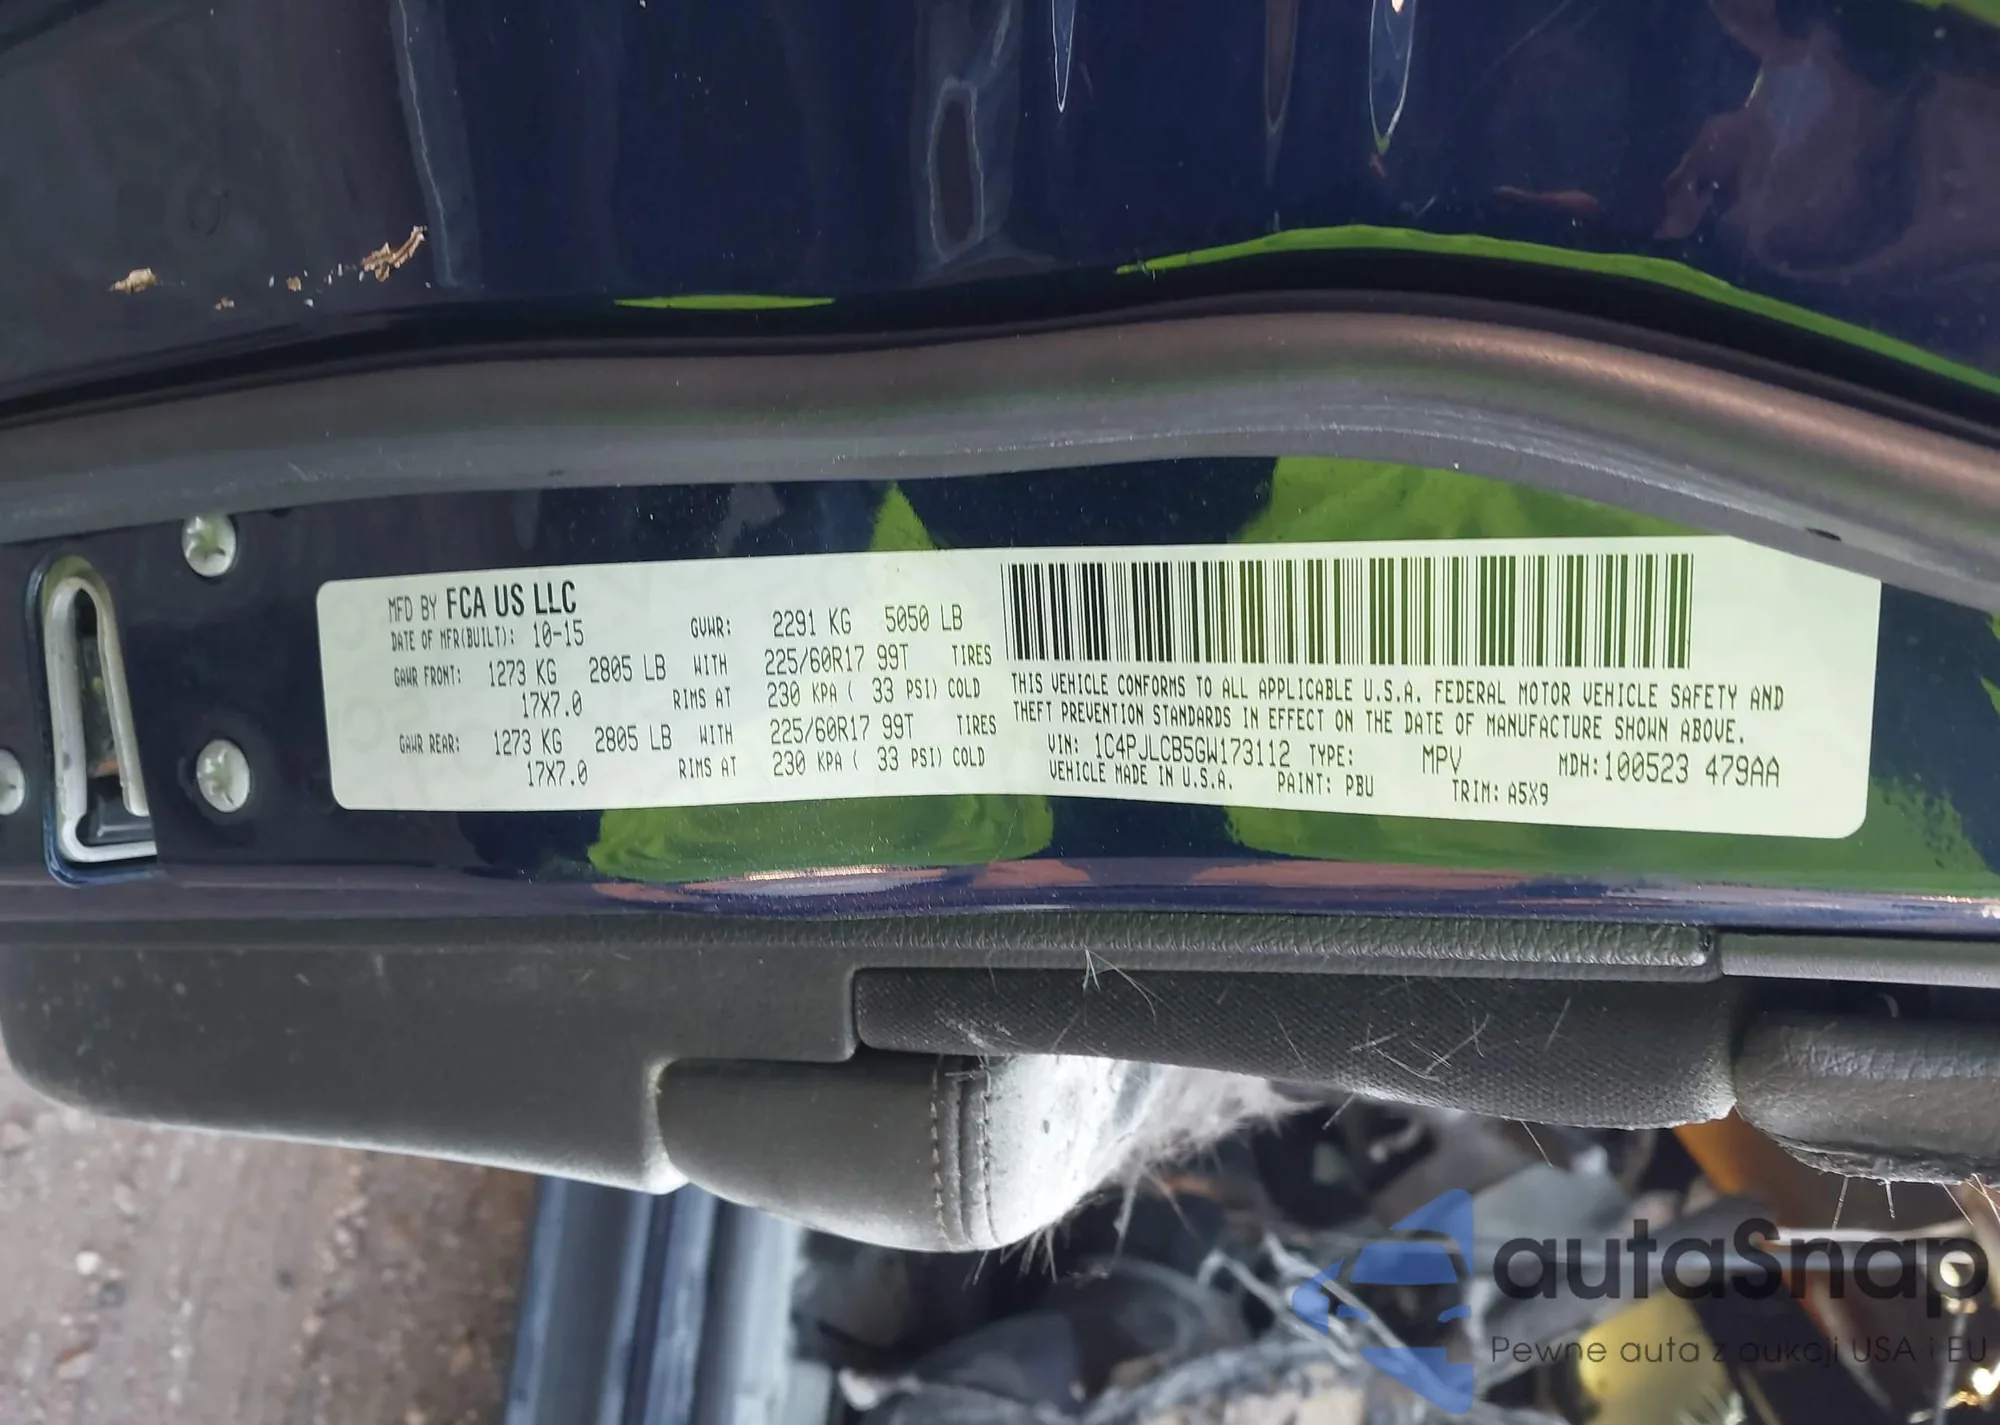 MFD BY FCA US LLC
DATE OF MFR(BUILT): 10-15 GVWR: 2291 KG 5050 LB
GAWR FRONT: 1273 KG 2805 LB WITH 225/60R17 99T TIRES
17X7.0 RIMS AT 230 KPA ( 33 PSI) COLD
GAWR REAR: 1273 KG 2805 LB WITH 225/60R17 99T TIRES
17X7.0 RIMS AT 230 KPA ( 33 PSI) COLD
THIS VEHICLE CONFORMS TO ALL APPLICABLE U.S.A. FEDERAL MOTOR VEHICLE SAFETY AND
THEFT PREVENTION STANDARDS IN EFFECT ON THE DATE OF MANUFACTURE SHOWN ABOVE.
VIN: 1C4PJLCB5GW173112 TYPE: MPV MDH:100523 479AA
VEHICLE MADE IN U.S.A. PAINT: PBU TRIM: A5X9
autaSnap
Pewne auta z aukcji USA i EU